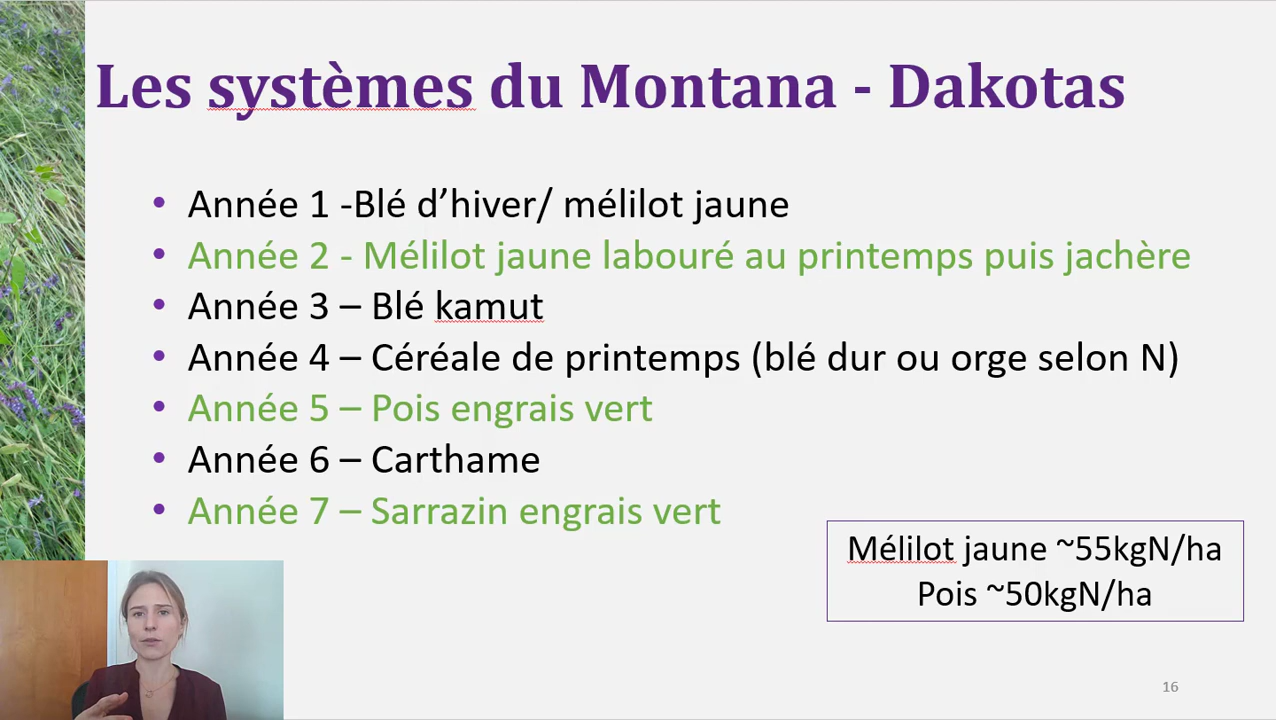 Les systèmes du Montana - Dakotas
• Année 1 -Blé d’hiver/ mélilot jaune
• Année 2 - Mélilot jaune labouré au printemps puis jachère
• Année 3 – Blé kamut
• Année 4 – Céréale de printemps (blé dur ou orge selon N)
• Année 5 – Pois engrais vert
• Année 6 – Carthame
• Année 7 – Sarrazin engrais vert
Mélilot jaune ~55kgN/ha
Pois ~50kgN/ha
16